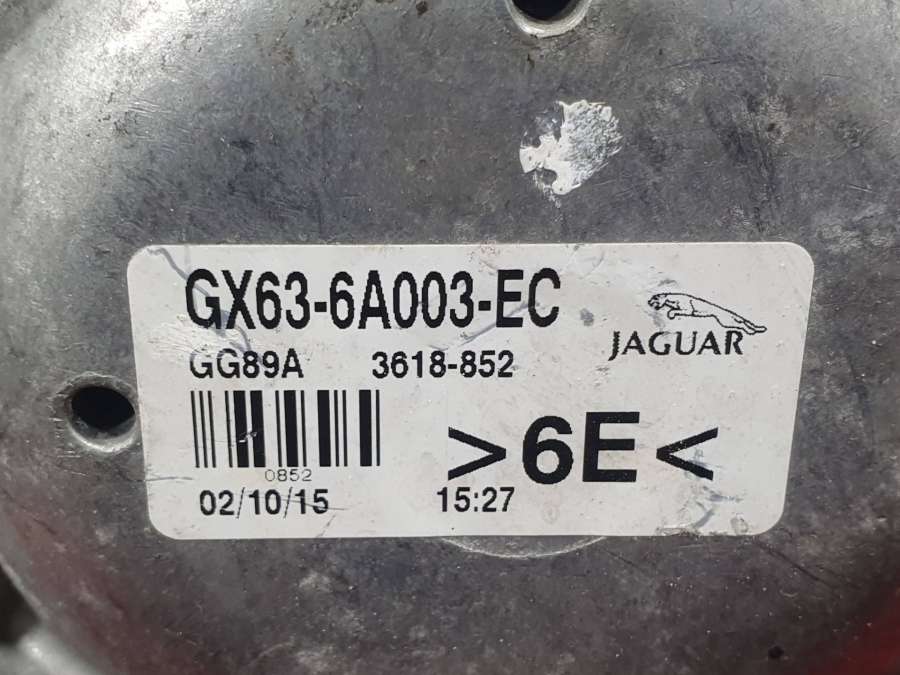 GX63-6A003-EC
JAGUAR
GG89A 3618-852
>6E<
0852
02/10/15 15:27